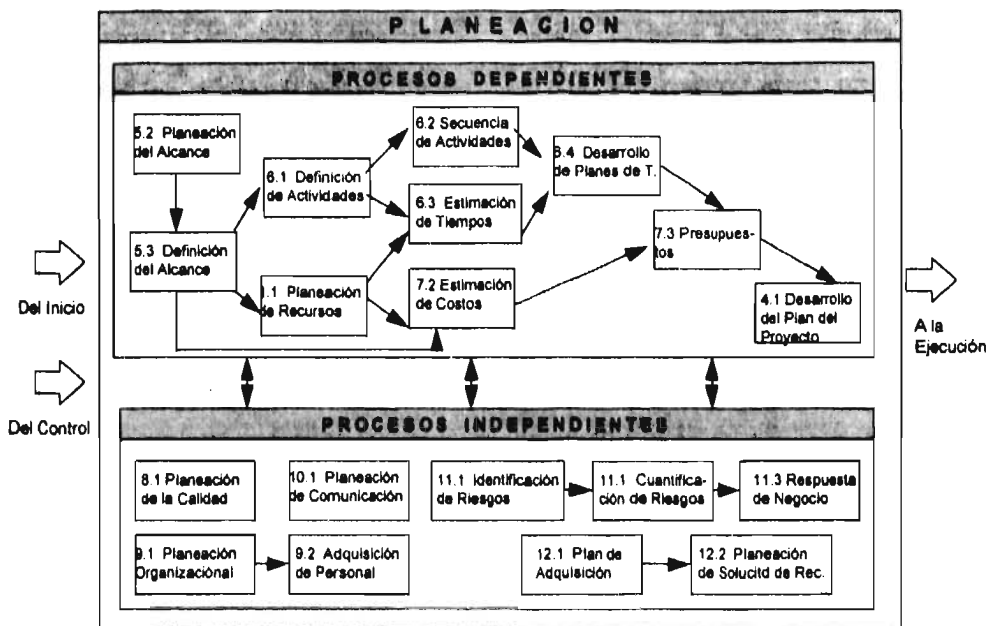 PLANEACION
PROCESOS DEPENDIENTES
5.2 Planeación
del Alcance
6.2 Secuencia
de Actividades
6.4 Desarrollo
de Planes de T.
6.1 Definición
de Actividades
6.3 Estimación
de Tiempos
7.3 Presupues-
tos
5.3 Definición
del Alcance
.1 Planeación
de Recursos
7.2 Estimación
de Costos
4.1 Desarrollo
del Plan del
Proyecto
Del Inicio
A la
Ejecución
Del Control
PROCESOS INDEPENDIENTES
8.1 Planeación
de la Calidad
10.1 Planeación
de Comunicación
11.1 Identificación
de Riesgos
11.1 Cuantifica-
ción de Riesgos
11.3 Respuesta
de Negocio
9.1 Planeación
Organizacional
9.2 Adquisición
de Personal
12.1 Plan de
Adquisición
12.2 Planeación
de Solucitd de Rec.